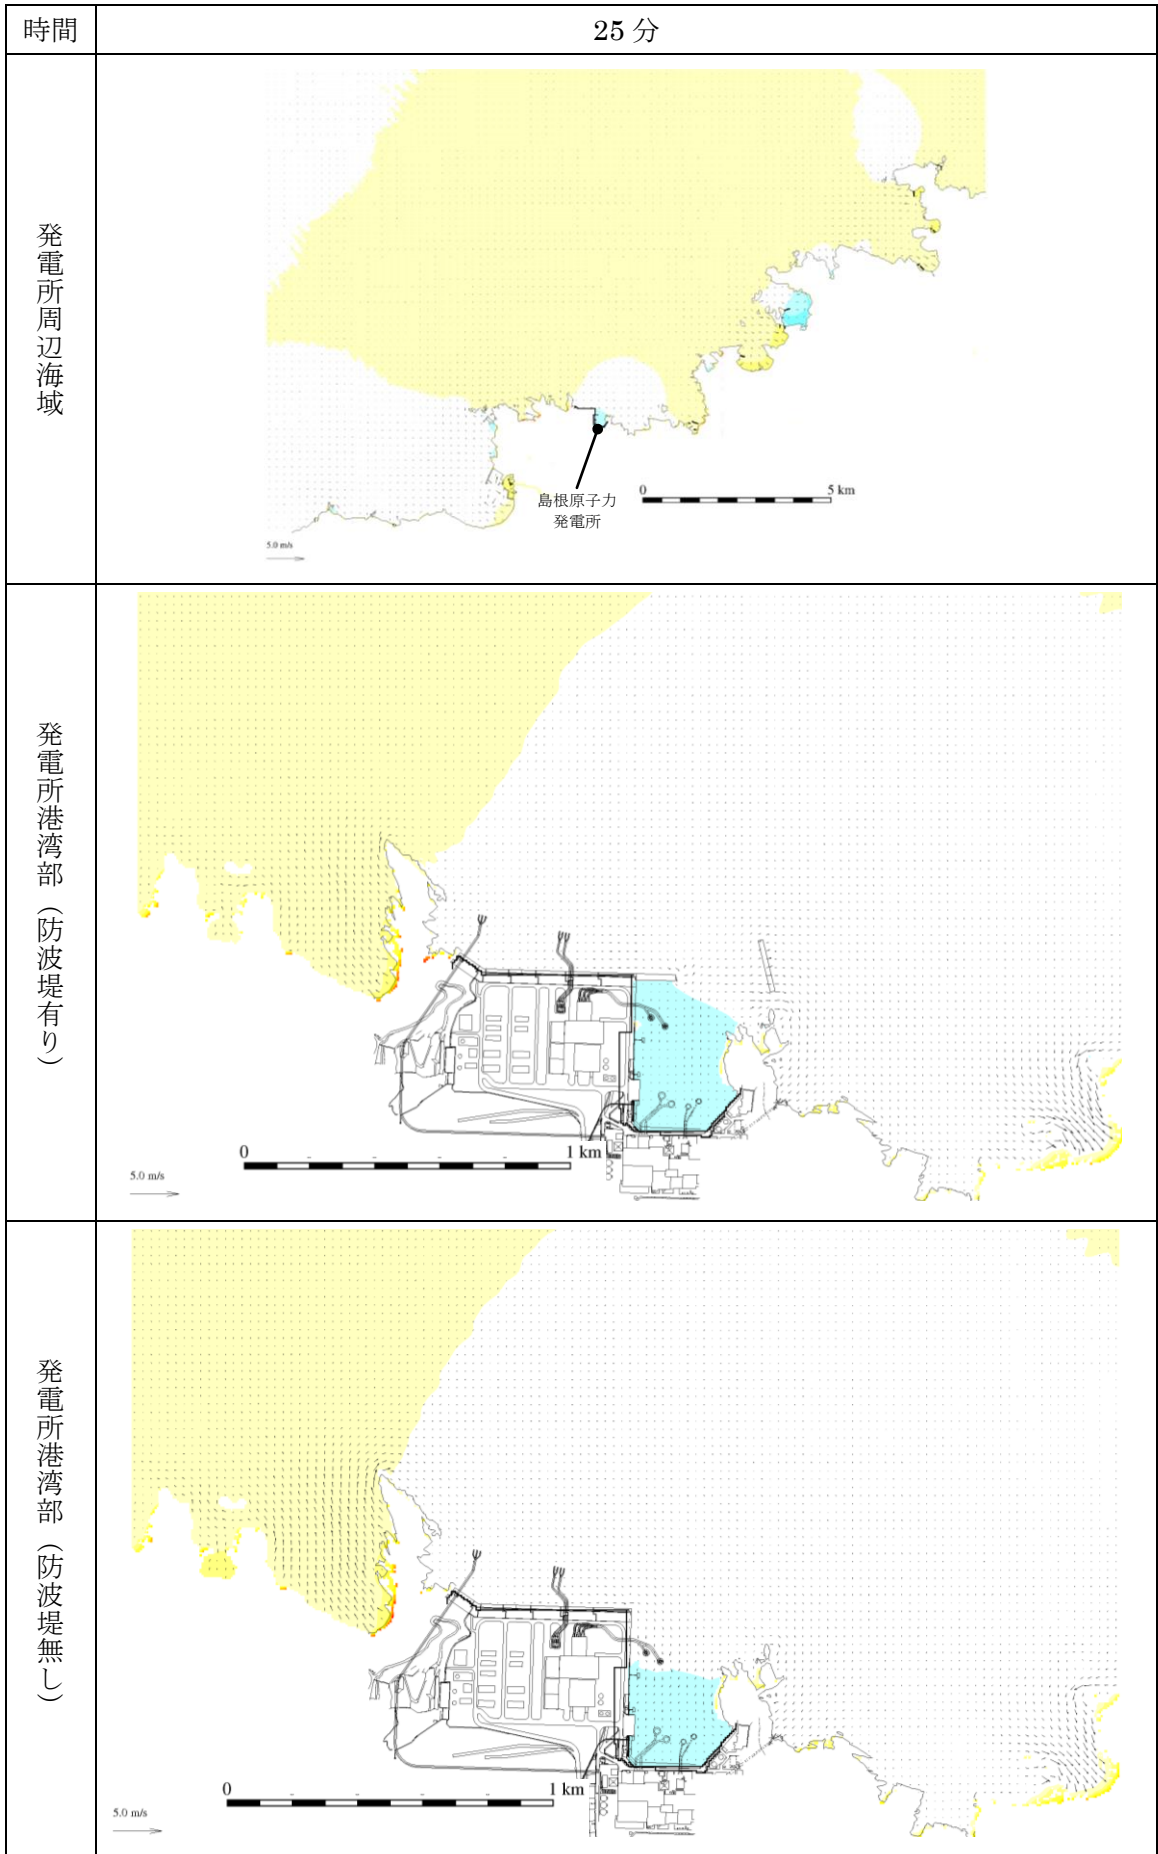 時間
25 分
発電所周辺海域
島根原子力
発電所
0
5 km
5.0 m/s
発電所港湾部（防波堤有り）
0
1 km
5.0 m/s
発電所港湾部（防波堤無し）
0
1 km
5.0 m/s